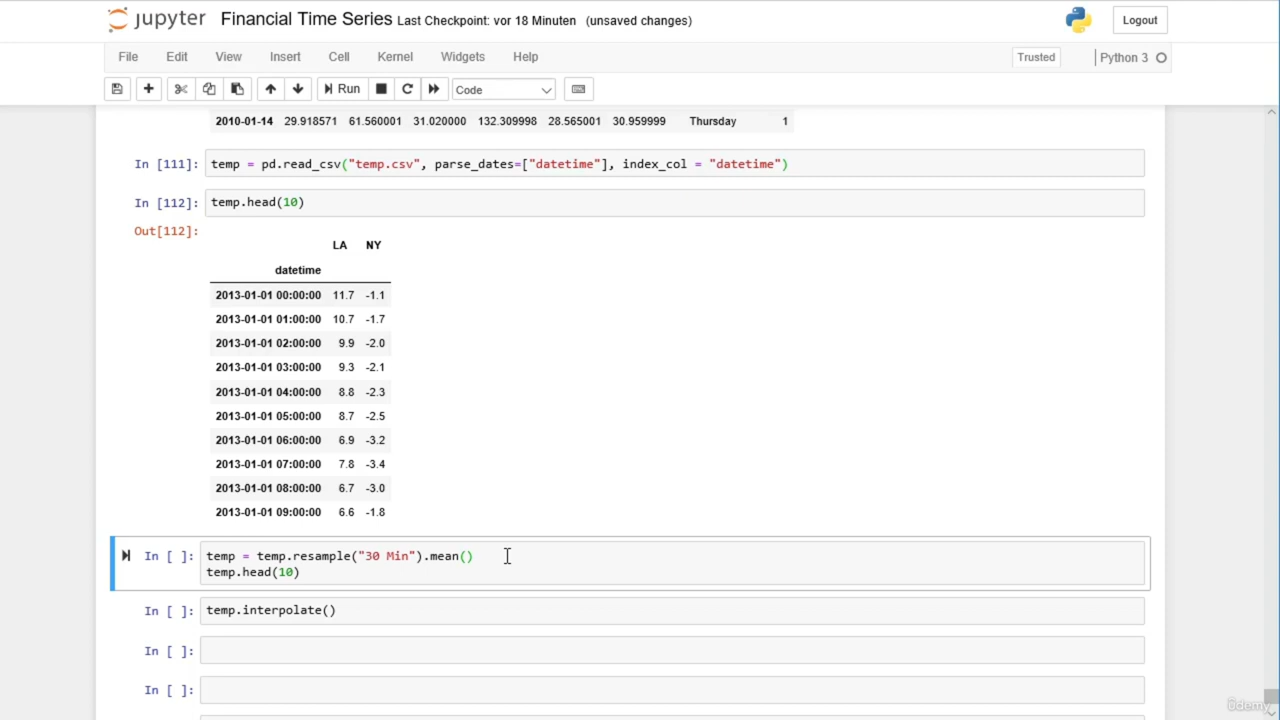 jupyter Financial Time Series Last Checkpoint: vor 18 Minuten (unsaved changes) Logout
File Edit View Insert Cell Kernel Widgets Help Trusted Python 3
Run Code
2010-01-14 29.918571 61.560001 31.020000 132.309998 28.565001 30.959999 Thursday 1
In [111]: temp = pd.read_csv("temp.csv", parse_dates=["datetime"], index_col = "datetime")
In [112]: temp.head(10)
Out[112]:
LA NY
datetime
2013-01-01 00:00:00 11.7 -1.1
2013-01-01 01:00:00 10.7 -1.7
2013-01-01 02:00:00 9.9 -2.0
2013-01-01 03:00:00 9.3 -2.1
2013-01-01 04:00:00 8.8 -2.3
2013-01-01 05:00:00 8.7 -2.5
2013-01-01 06:00:00 6.9 -3.2
2013-01-01 07:00:00 7.8 -3.4
2013-01-01 08:00:00 6.7 -3.0
2013-01-01 09:00:00 6.6 -1.8
In [ ]: temp = temp.resample("30 Min").mean()
temp.head(10)
In [ ]: temp.interpolate()
In [ ]:
In [ ]:
ûdemy